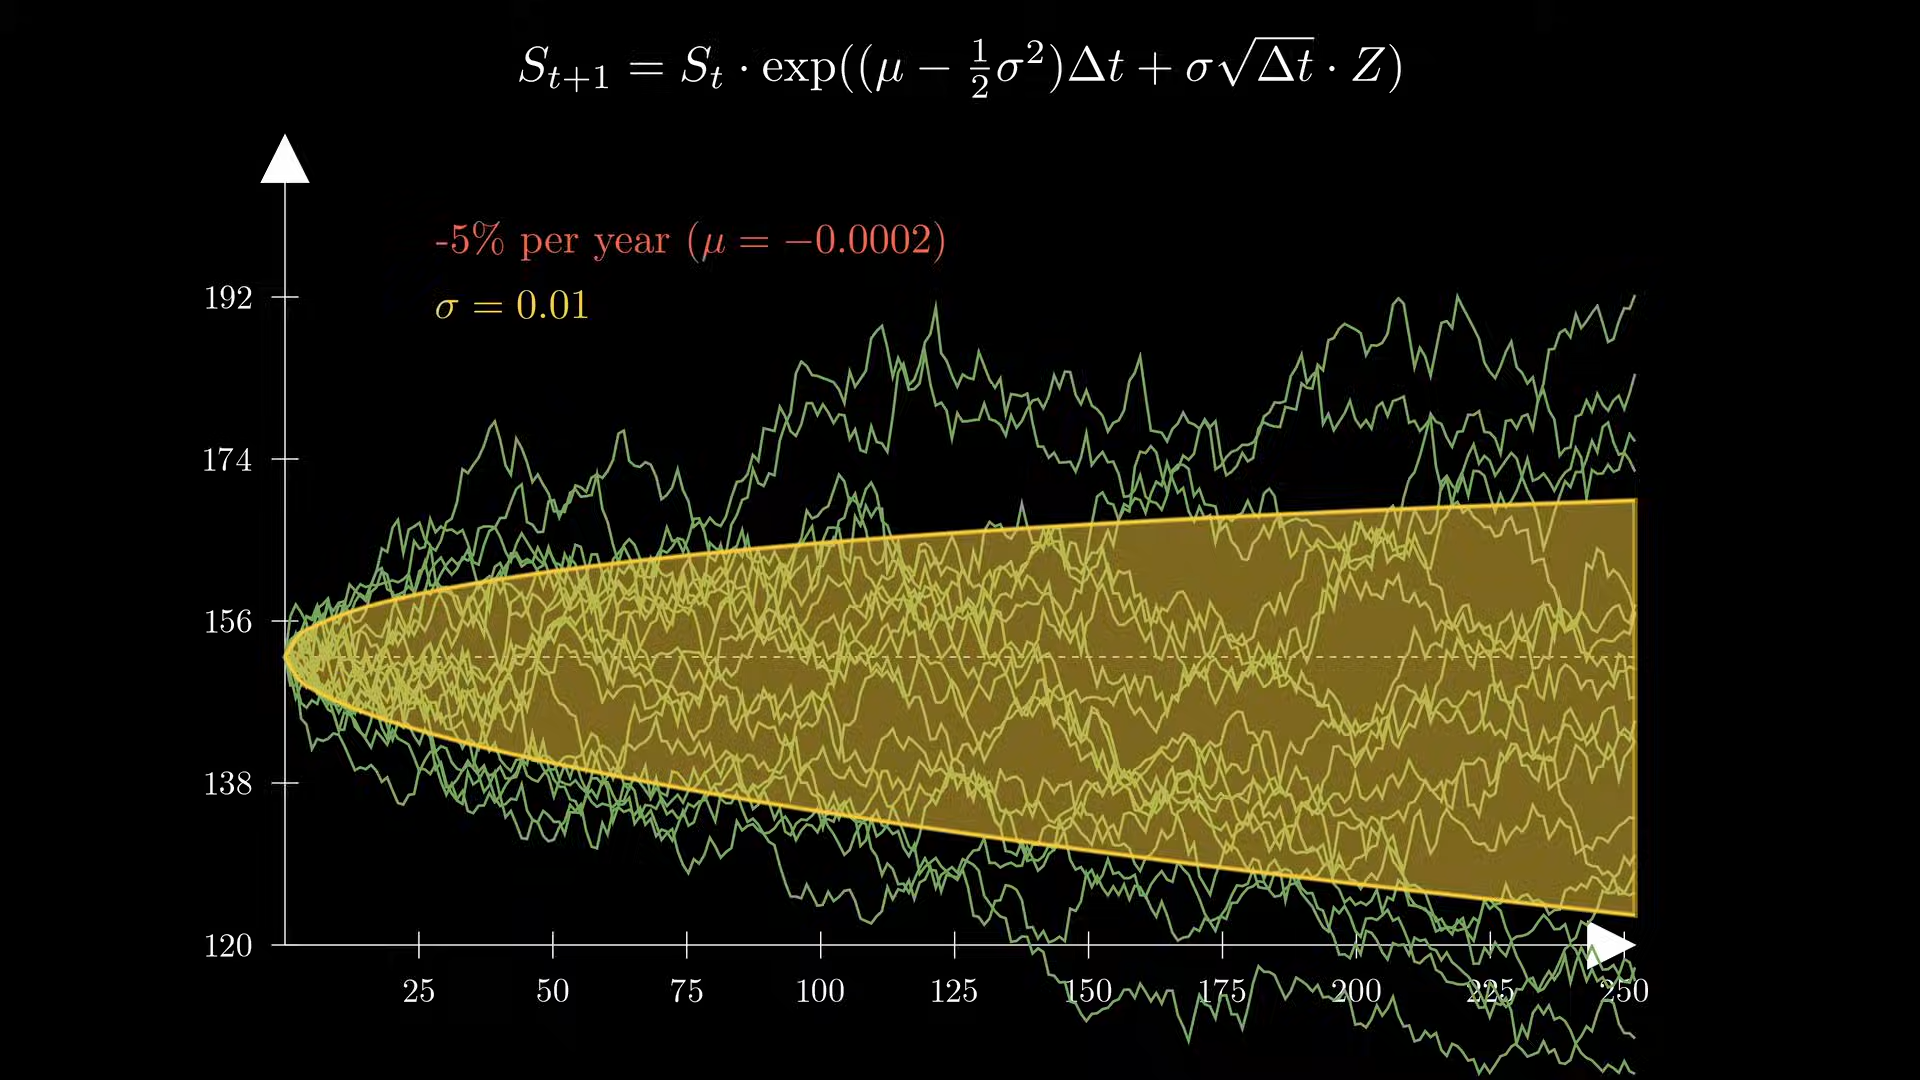 S_{t+1} = S_t · exp((μ − ½σ²)Δt + σ√Δt · Z)
-5% per year (μ = −0.0002)
σ = 0.01
192
174
156
138
120
25 50 75 100 125 150 175 200 225 250